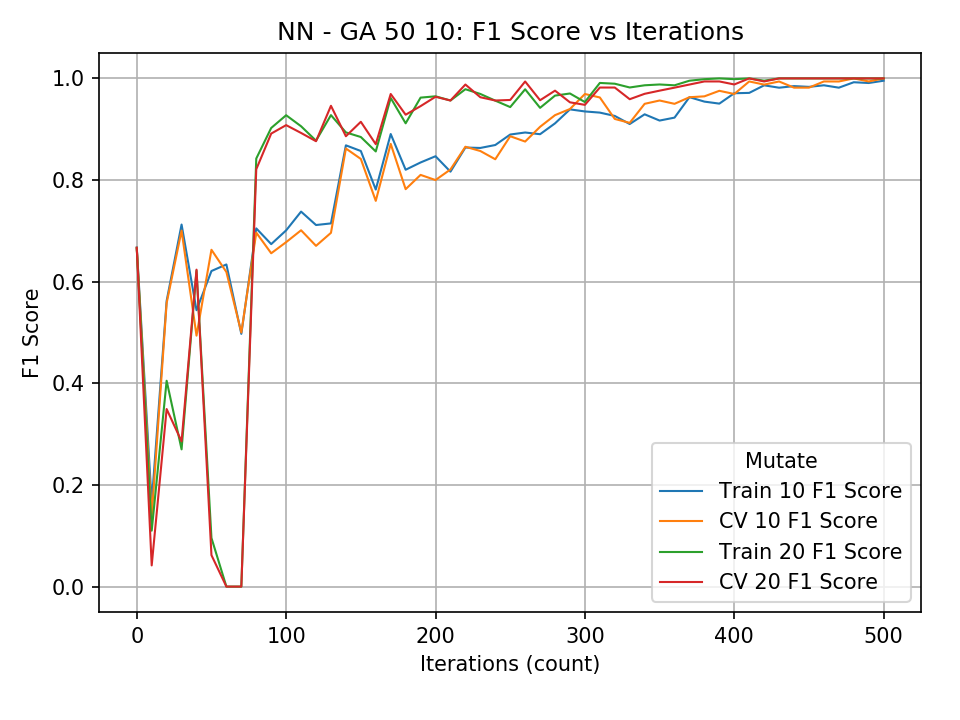 NN - GA 50 10: F1 Score vs Iterations
1.0
0.8
0.6
0.4
0.2
0.0
F1 Score
0
100
200
300
400
500
Iterations (count)
Mutate
Train 10 F1 Score
CV 10 F1 Score
Train 20 F1 Score
CV 20 F1 Score